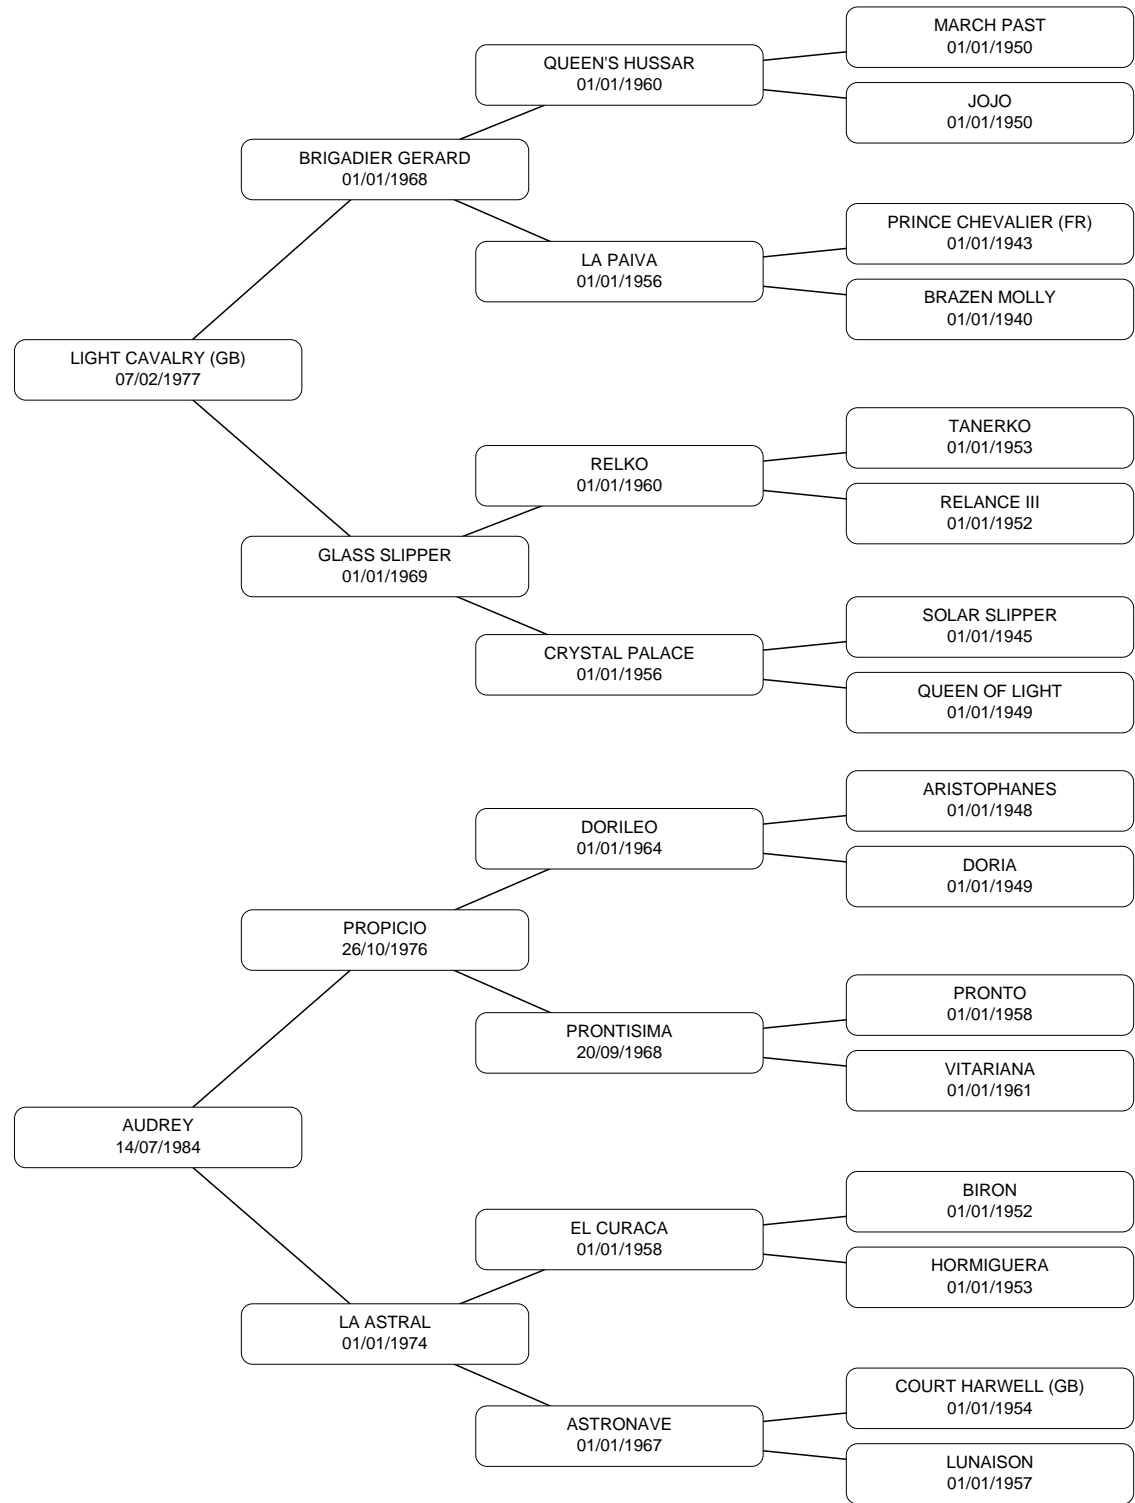 MARCH PAST
01/01/1950
QUEEN'S HUSSAR
01/01/1960
JOJO
01/01/1950
BRIGADIER GERARD
01/01/1968
PRINCE CHEVALIER (FR)
01/01/1943
LA PAIVA
01/01/1956
BRAZEN MOLLY
01/01/1940
LIGHT CAVALRY (GB)
07/02/1977
TANERKO
01/01/1953
RELKO
01/01/1960
RELANCE III
01/01/1952
GLASS SLIPPER
01/01/1969
SOLAR SLIPPER
01/01/1945
CRYSTAL PALACE
01/01/1956
QUEEN OF LIGHT
01/01/1949
ARISTOPHANES
01/01/1948
DORILEO
01/01/1964
DORIA
01/01/1949
PROPICIO
26/10/1976
PRONTO
01/01/1958
PRONTISIMA
20/09/1968
VITARIANA
01/01/1961
AUDREY
14/07/1984
BIRON
01/01/1952
EL CURACA
01/01/1958
HORMIGUERA
01/01/1953
LA ASTRAL
01/01/1974
COURT HARWELL (GB)
01/01/1954
ASTRONAVE
01/01/1967
LUNAISON
01/01/1957